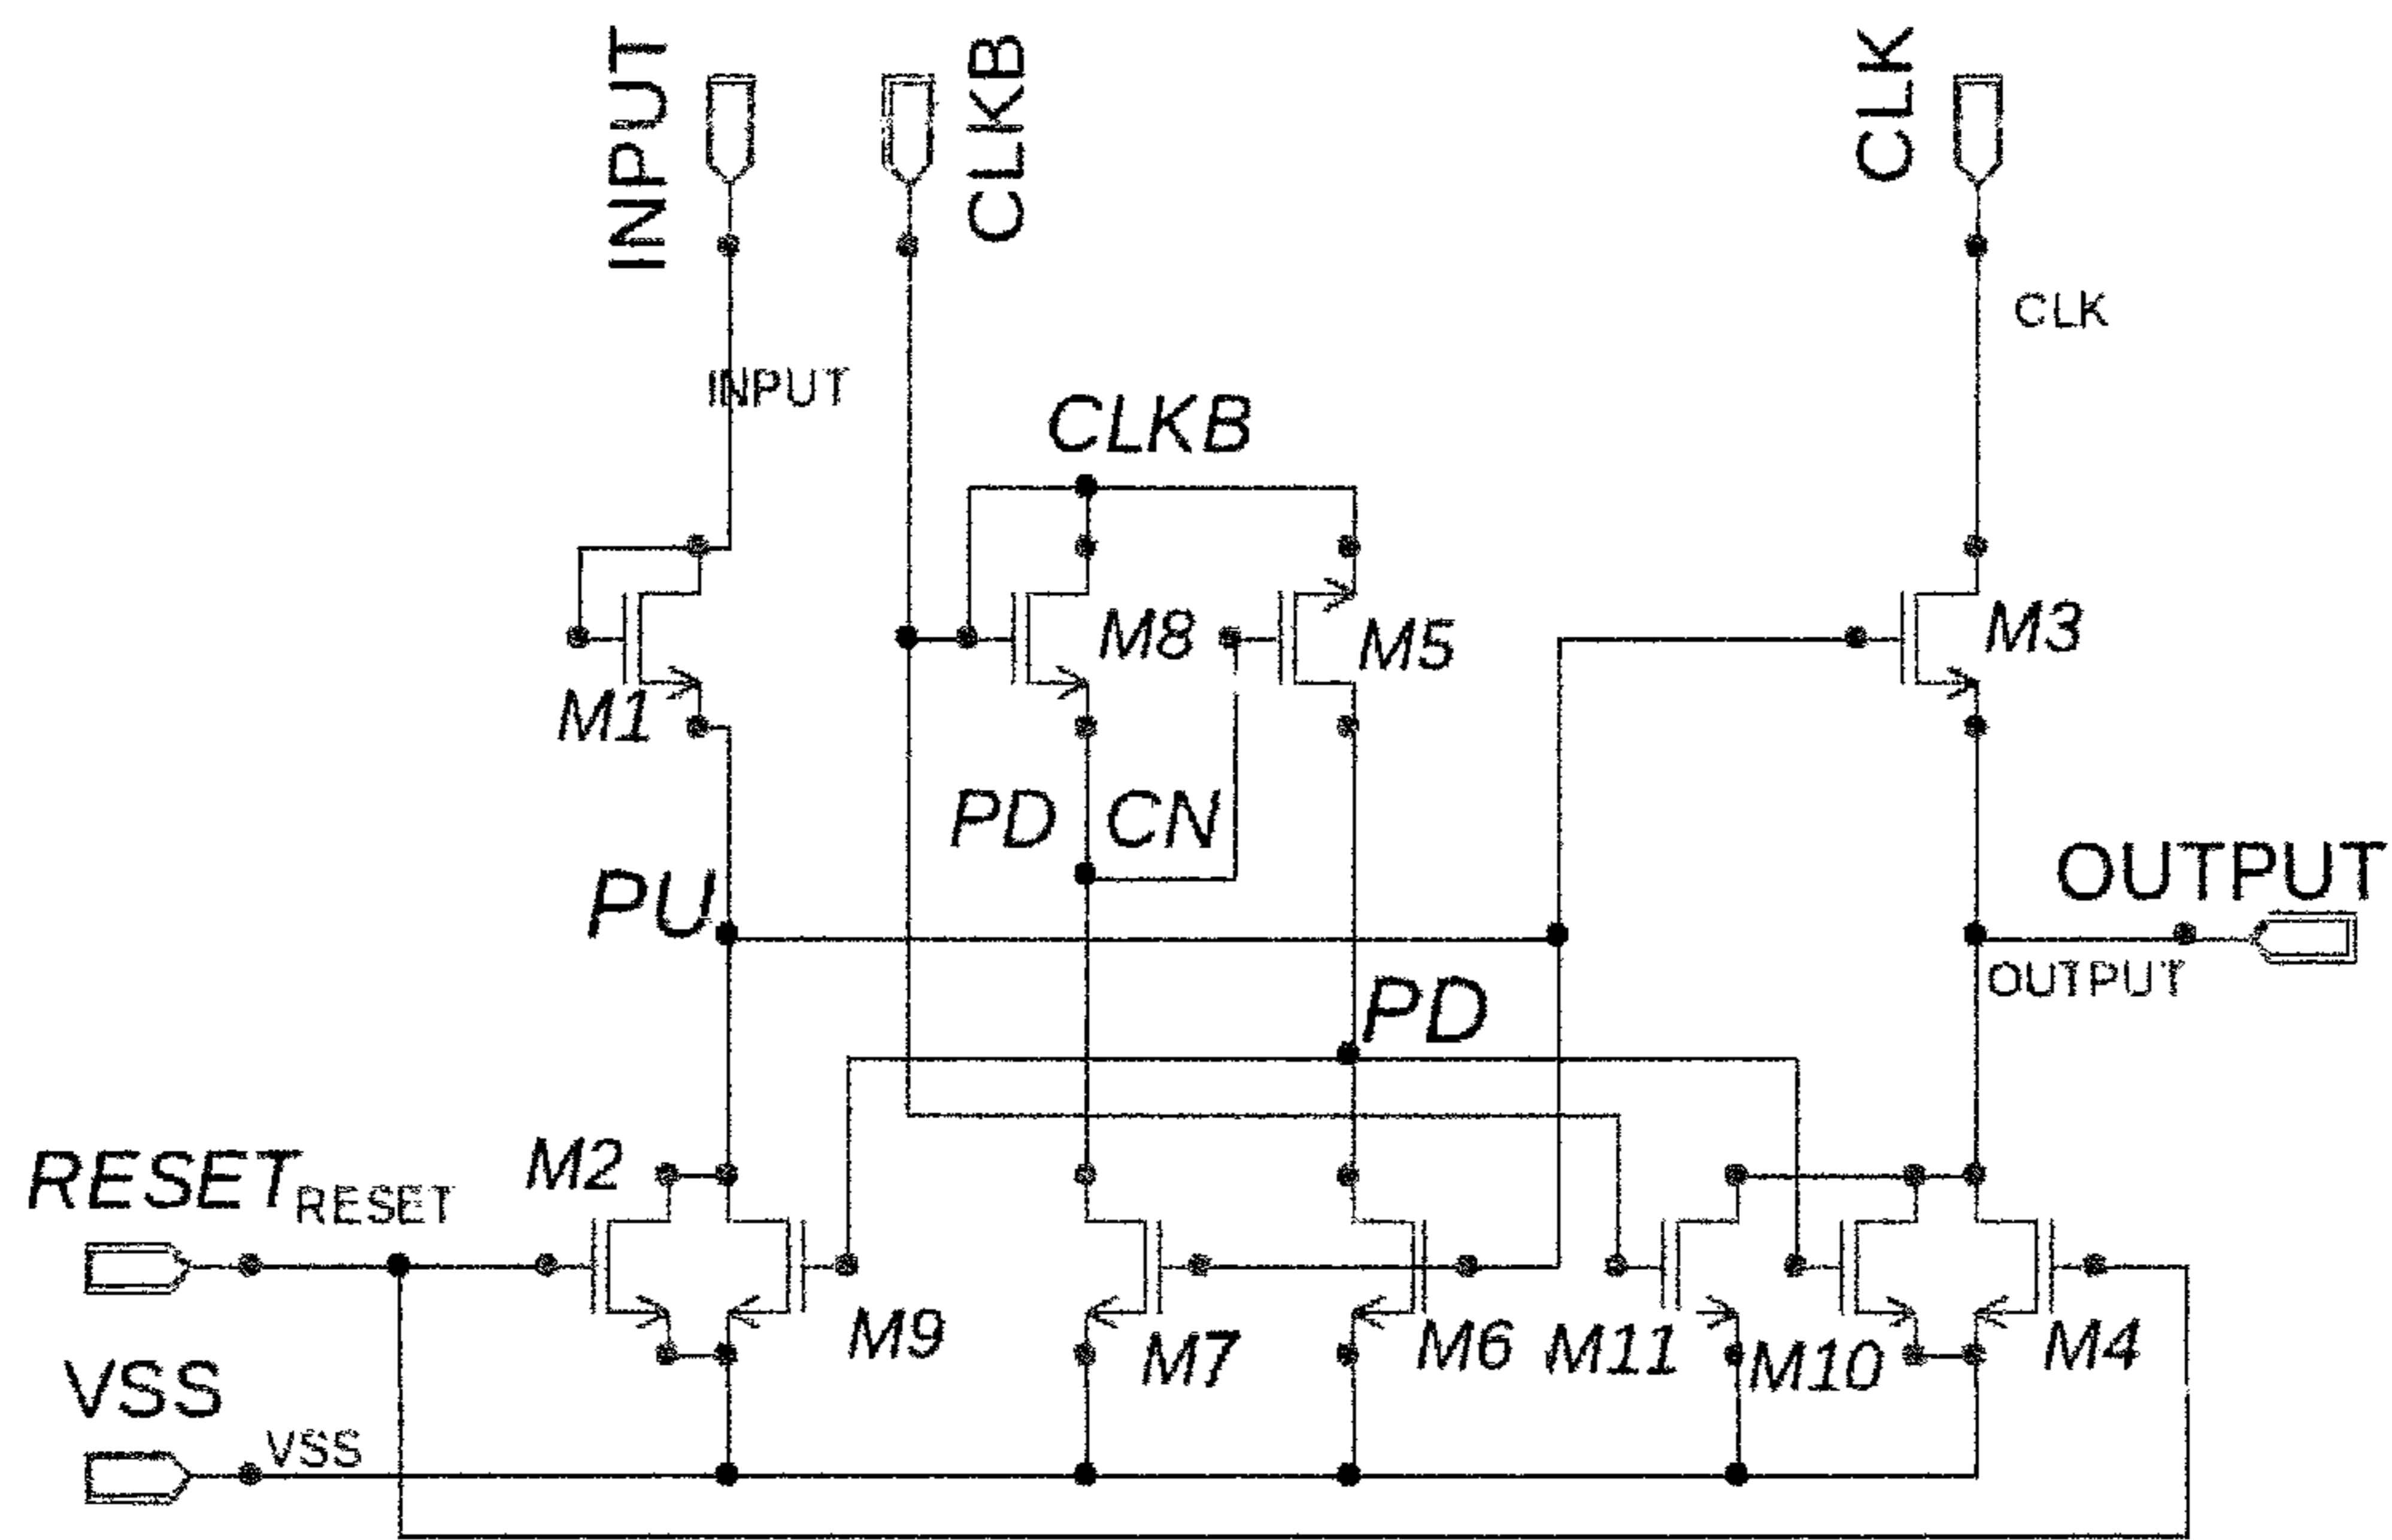 INPUT
CLKB
CLK
CLK
INPUT
CLKB
M8
M5
M3
M1
PD CN
PU
OUTPUT
PD
OUTPUT
RESET
RESET
M2
M9
M7
M6
M11
M10
M4
VSS
VSS